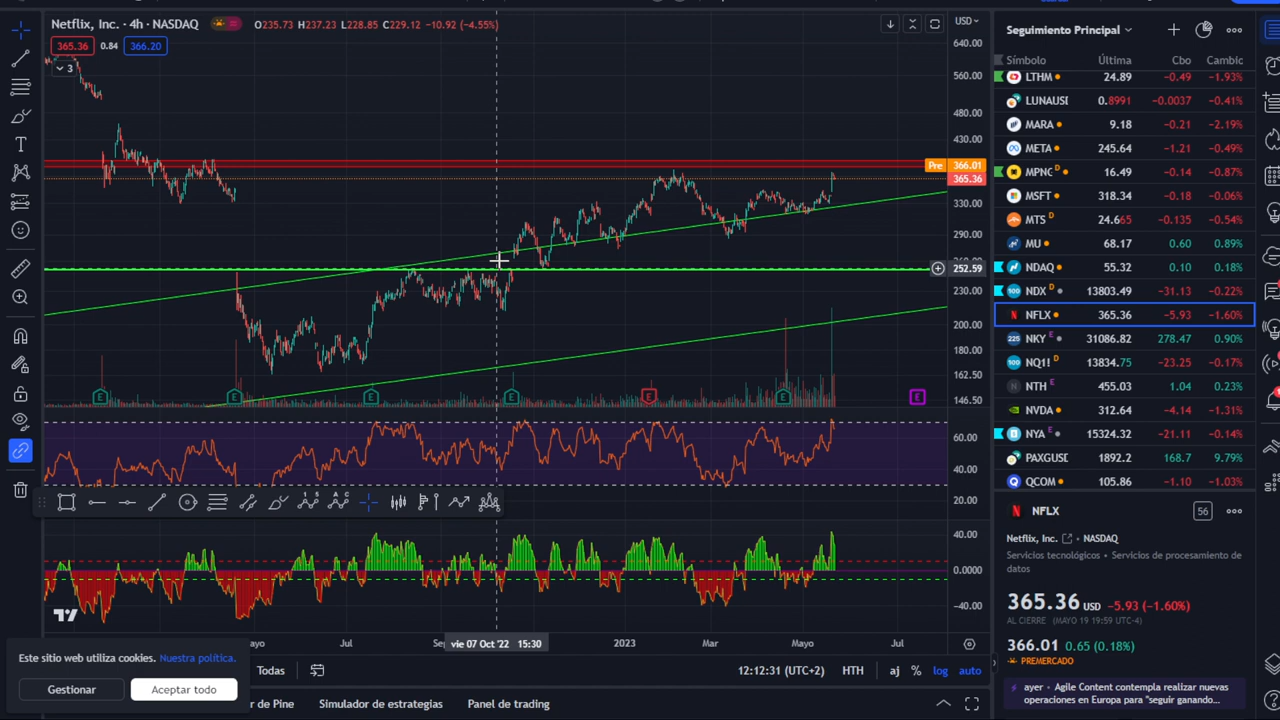 Netflix, Inc. · 4h · NASDAQ
O235.73 H237.23 L228.85 C229.12 −10.92 (−4.55%)
365.36 0.84 366.20
3
USD
640.00
560.00
480.00
430.00
Pre 366.01
365.36
330.00
290.00
252.59
230.00
200.00
180.00
162.50
146.50
E E E E E E E
60.00
40.00
20.00
40.00
0.0000
−40.00
ayo Jul Sep vie 07 Oct '22 15:30 2023 Mar Mayo Jul
Todas
12:12:31 (UTC+2) HTH aj % log auto
r de Pine Simulador de estrategias Panel de trading
Este sitio web utiliza cookies. Nuestra política.
Gestionar Aceptar todo
Seguimiento Principal
Símbolo Última Cbo Cambic
LTHM 24.89 −0.49 −1.93%
LUNAUSI 0.8991 −0.0037 −0.41%
MARA 9.18 −0.21 −2.19%
META 245.64 −1.21 −0.49%
MPNC D 16.49 −0.14 −0.87%
MSFT 318.34 −0.18 −0.06%
MTS D 24.665 −0.135 −0.54%
MU 68.17 0.60 0.89%
NDAQ 55.32 0.10 0.18%
NDX D 13803.49 −31.13 −0.22%
NFLX 365.36 −5.93 −1.60%
NKY E 31086.82 278.47 0.90%
NQ1! D 13834.75 −23.25 −0.17%
NTH E 455.03 1.04 0.23%
NVDA 312.64 −4.14 −1.31%
NYA E 15324.32 −21.11 −0.14%
PAXGUSE 1892.2 168.7 9.79%
QCOM 105.86 −1.10 −1.03%
NFLX 56
Netflix, Inc. • NASDAQ
Servicios tecnológicos • Servicios de procesamiento de
datos
365.36 USD −5.93 (−1.60%)
AL CIERRE (MAYO 19 19:59 UTC-4)
366.01 0.65 (0.18%)
PREMERCADO
ayer • Agile Content contempla realizar nuevas
operaciones en Europa para "seguir ganando...